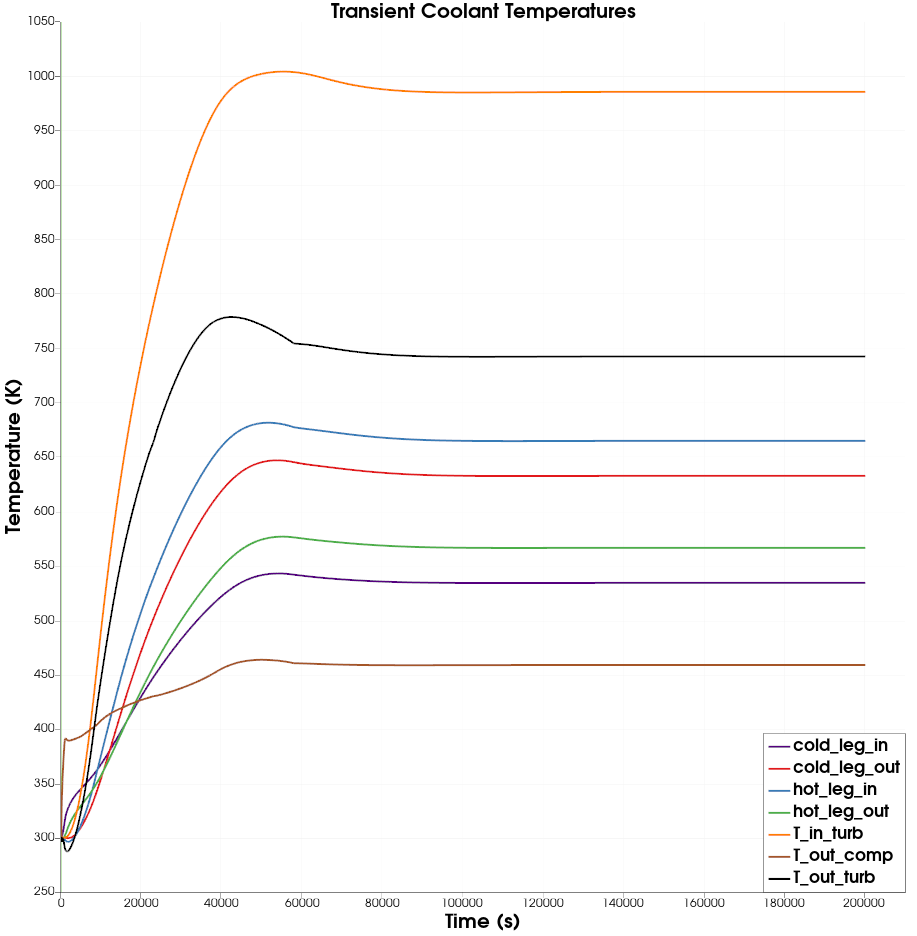 Transient Coolant Temperatures
1050
1000
950
900
850
800
750
700
650
600
550
500
450
400
350
300
250
Temperature (K)
0 20000 40000 60000 80000 100000 120000 140000 160000 180000 200000
Time (s)
cold_leg_in
cold_leg_out
hot_leg_in
hot_leg_out
T_in_turb
T_out_comp
T_out_turb